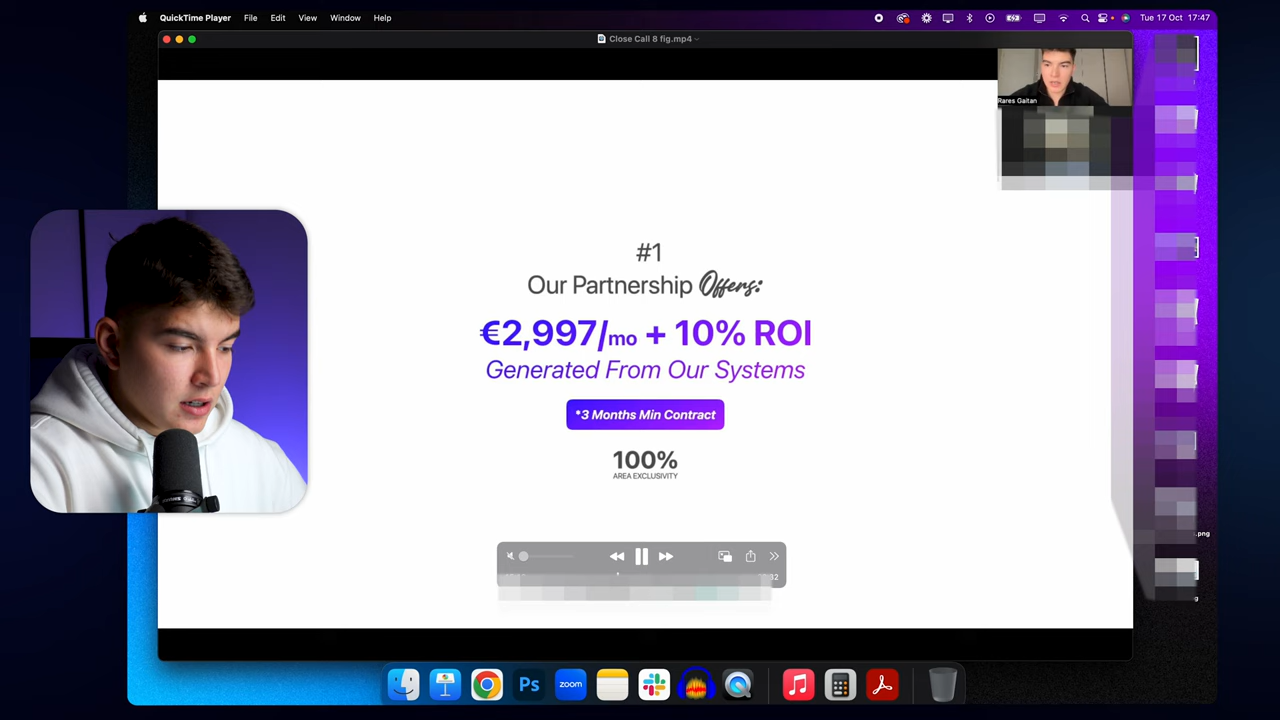 QuickTime Player File Edit View Window Help
Tue 17 Oct 17:47
Close Call 8 fig.mp4
Rares Gaitan
#1
Our Partnership Offers:
€2,997/mo + 10% ROI
Generated From Our Systems
*3 Months Min Contract
100%
AREA EXCLUSIVITY
.png
Ps
zoom